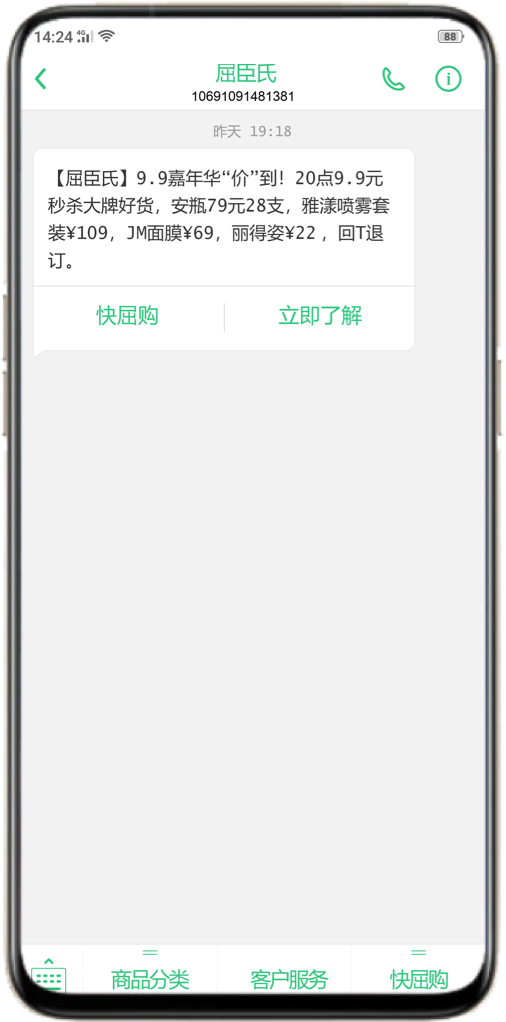 14:24 4G 88
屈臣氏
10691091481381
昨天 19:18
【屈臣氏】9.9嘉年华“价”到！20点9.9元
秒杀大牌好货，安瓶79元28支，雅漾喷雾套
装¥109，JM面膜¥69，丽得姿¥22 ，回T退
订。
快屈购 立即了解
商品分类 客户服务 快屈购